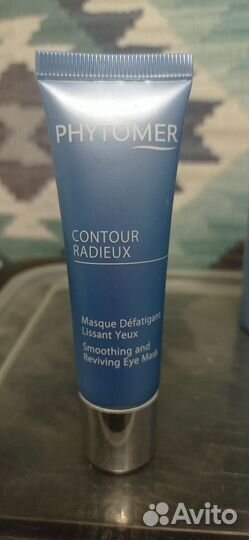 PHYTOMER
CONTOUR
RADIEUX
Masque Défatigant
Lissant Yeux
Smoothing and
Reviving Eye Mask
Avito